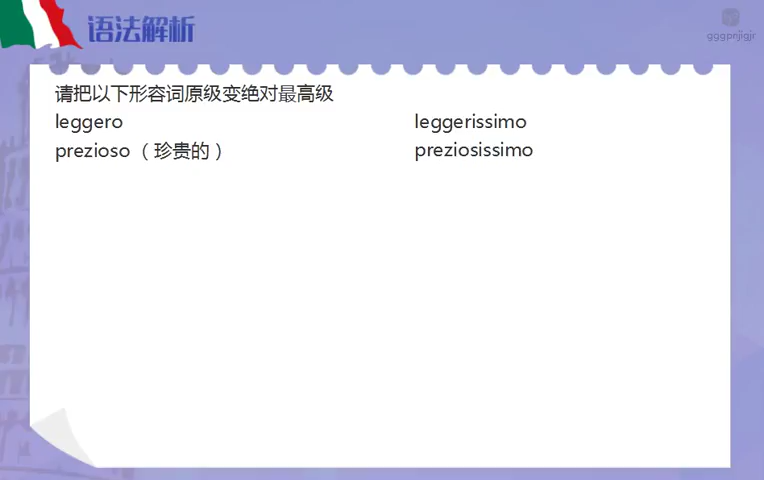 语法解析
gggpnjigjr
请把以下形容词原级变绝对最高级
leggero leggerissimo
prezioso （珍贵的） preziosissimo